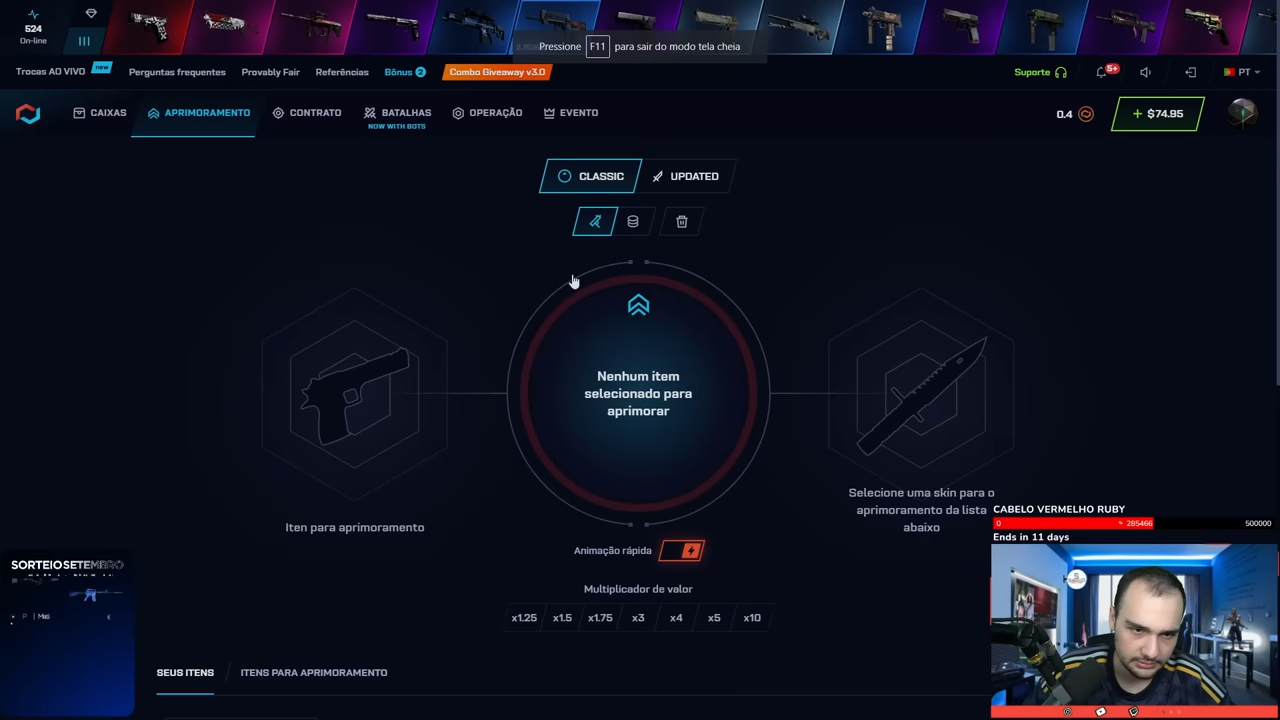 524
On-line
Pressione F11 para sair do modo tela cheia
Trocas AO VIVO new
Perguntas frequentes
Provably Fair
Referências
Bônus 2
Combo Giveaway v3.0
Suporte
5+
PT
CAIXAS
APRIMORAMENTO
CONTRATO
BATALHAS
NOW WITH BOTS
OPERAÇÃO
EVENTO
0.4
+ $74.95
CLASSIC
UPDATED
Nenhum item
selecionado para
aprimorar
Iten para aprimoramento
Selecione uma skin para o
aprimoramento da lista
abaixo
Animação rápida
Multiplicador de valor
x1.25
x1.5
x1.75
x3
x4
x5
x10
SEUS ITENS
ITENS PARA APRIMORAMENTO
SORTEIOSETEMBRO
CABELO VERMELHO RUBY
0
285466
500000
Ends in 11 days